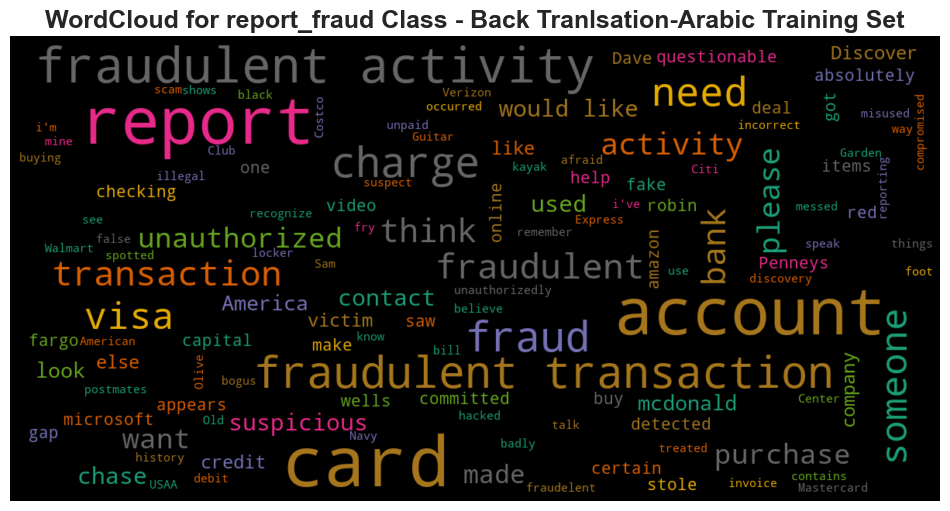 WordCloud for report_fraud Class - Back Tranlsation-Arabic Training Set
fraudulent activity
Dave
questionable
Discover
absolutely
scam
shows
black
Costco
Verizon
occurred
would like
need
deal
got
misused
compromised
report
i'm
mine
buying
unpaid
Guitar
incorrect
way
Club
one
charge
like
activity
Garden
items
illegal
checking
suspect
kayak
afraid
help
fake
Citi
please
reporting
see
recognize
video
online
used
i've
robin
messed
red
Express
Walmart
false
spotted
unauthorized
fry
think
remember
bank
speak
things
locker
Sam
fraudulent
amazon
use
Penneys
discovery
foot
transaction
America
contact
unauthorizedly
believe
account
visa
victim
saw
fraud
someone
fargo
American
capital
make
know
bill
look
else
Olive
bogus
fraudulent transaction
company
postmates
appears
wells
committed
buy
mcdonald
Center
microsoft
Old
suspicious
hacked
talk
detected
gap
want
Navy
badly
treated
purchase
history
credit
card
made
certain
contains
chase
USAA
debit
fraudelent
stole
invoice
Mastercard